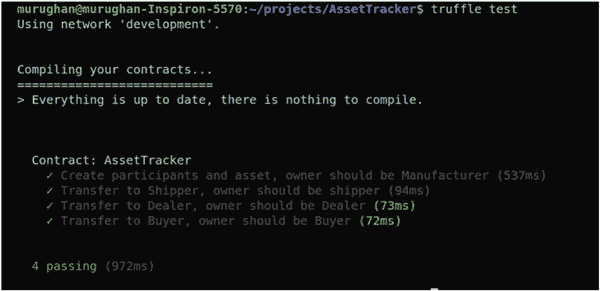 murughan@murughan-Inspiron-5570:~/projects/AssetTracker$ truffle test
Using network 'development'.
Compiling your contracts...
===========================
> Everything is up to date, there is nothing to compile.
Contract: AssetTracker
✓ Create participants and asset, owner should be Manufacturer (537ms)
✓ Transfer to Shipper, owner should be shipper (94ms)
✓ Transfer to Dealer, owner should be Dealer (73ms)
✓ Transfer to Buyer, owner should be Buyer (72ms)
4 passing (972ms)